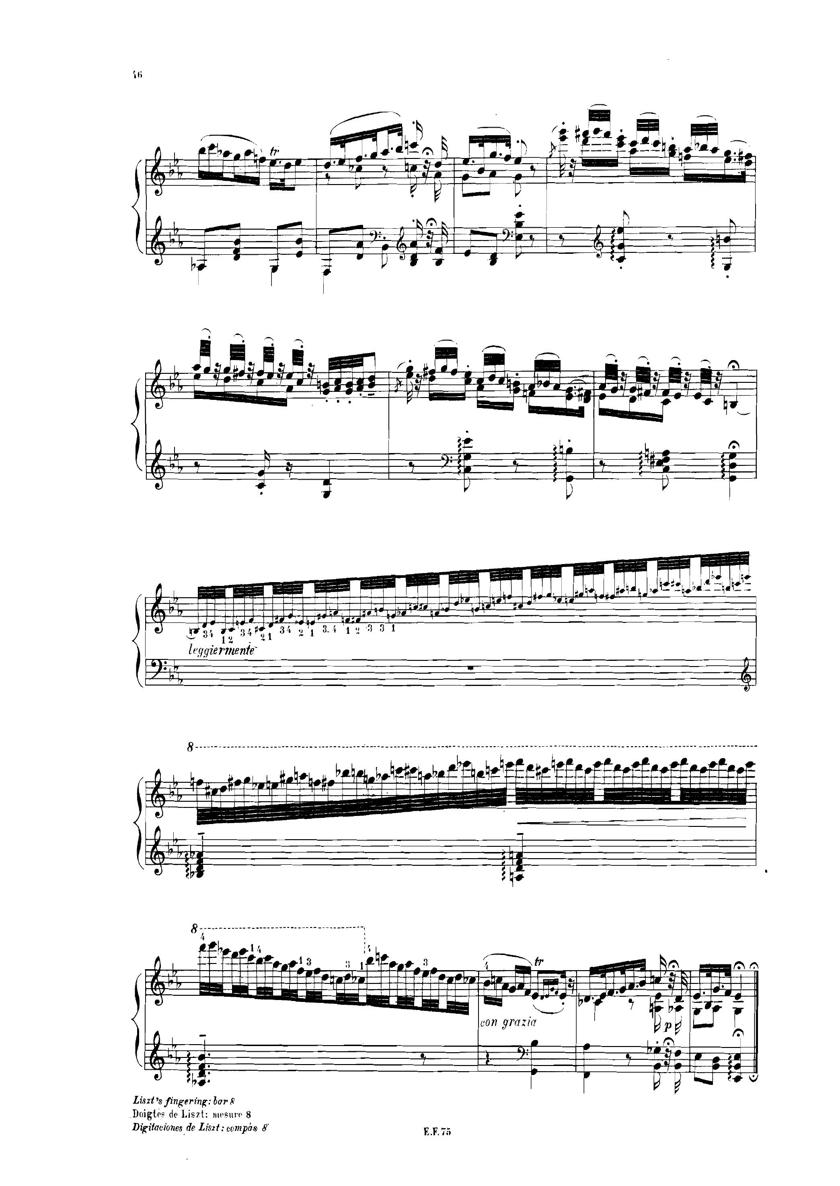 46
tr
3 4 1 2 3 4 2 1 3 4 2 1 3. 4 1 2 3 3 1
leggiermente
8
8
4 1 4 1 3 3 1 4 1 3 4 tr
con grazia
p
Liszt's fingering: bar 8
Doigtes de Liszt: mesure 8
Digitaciones de Liszt: compás 8
E.F. 75